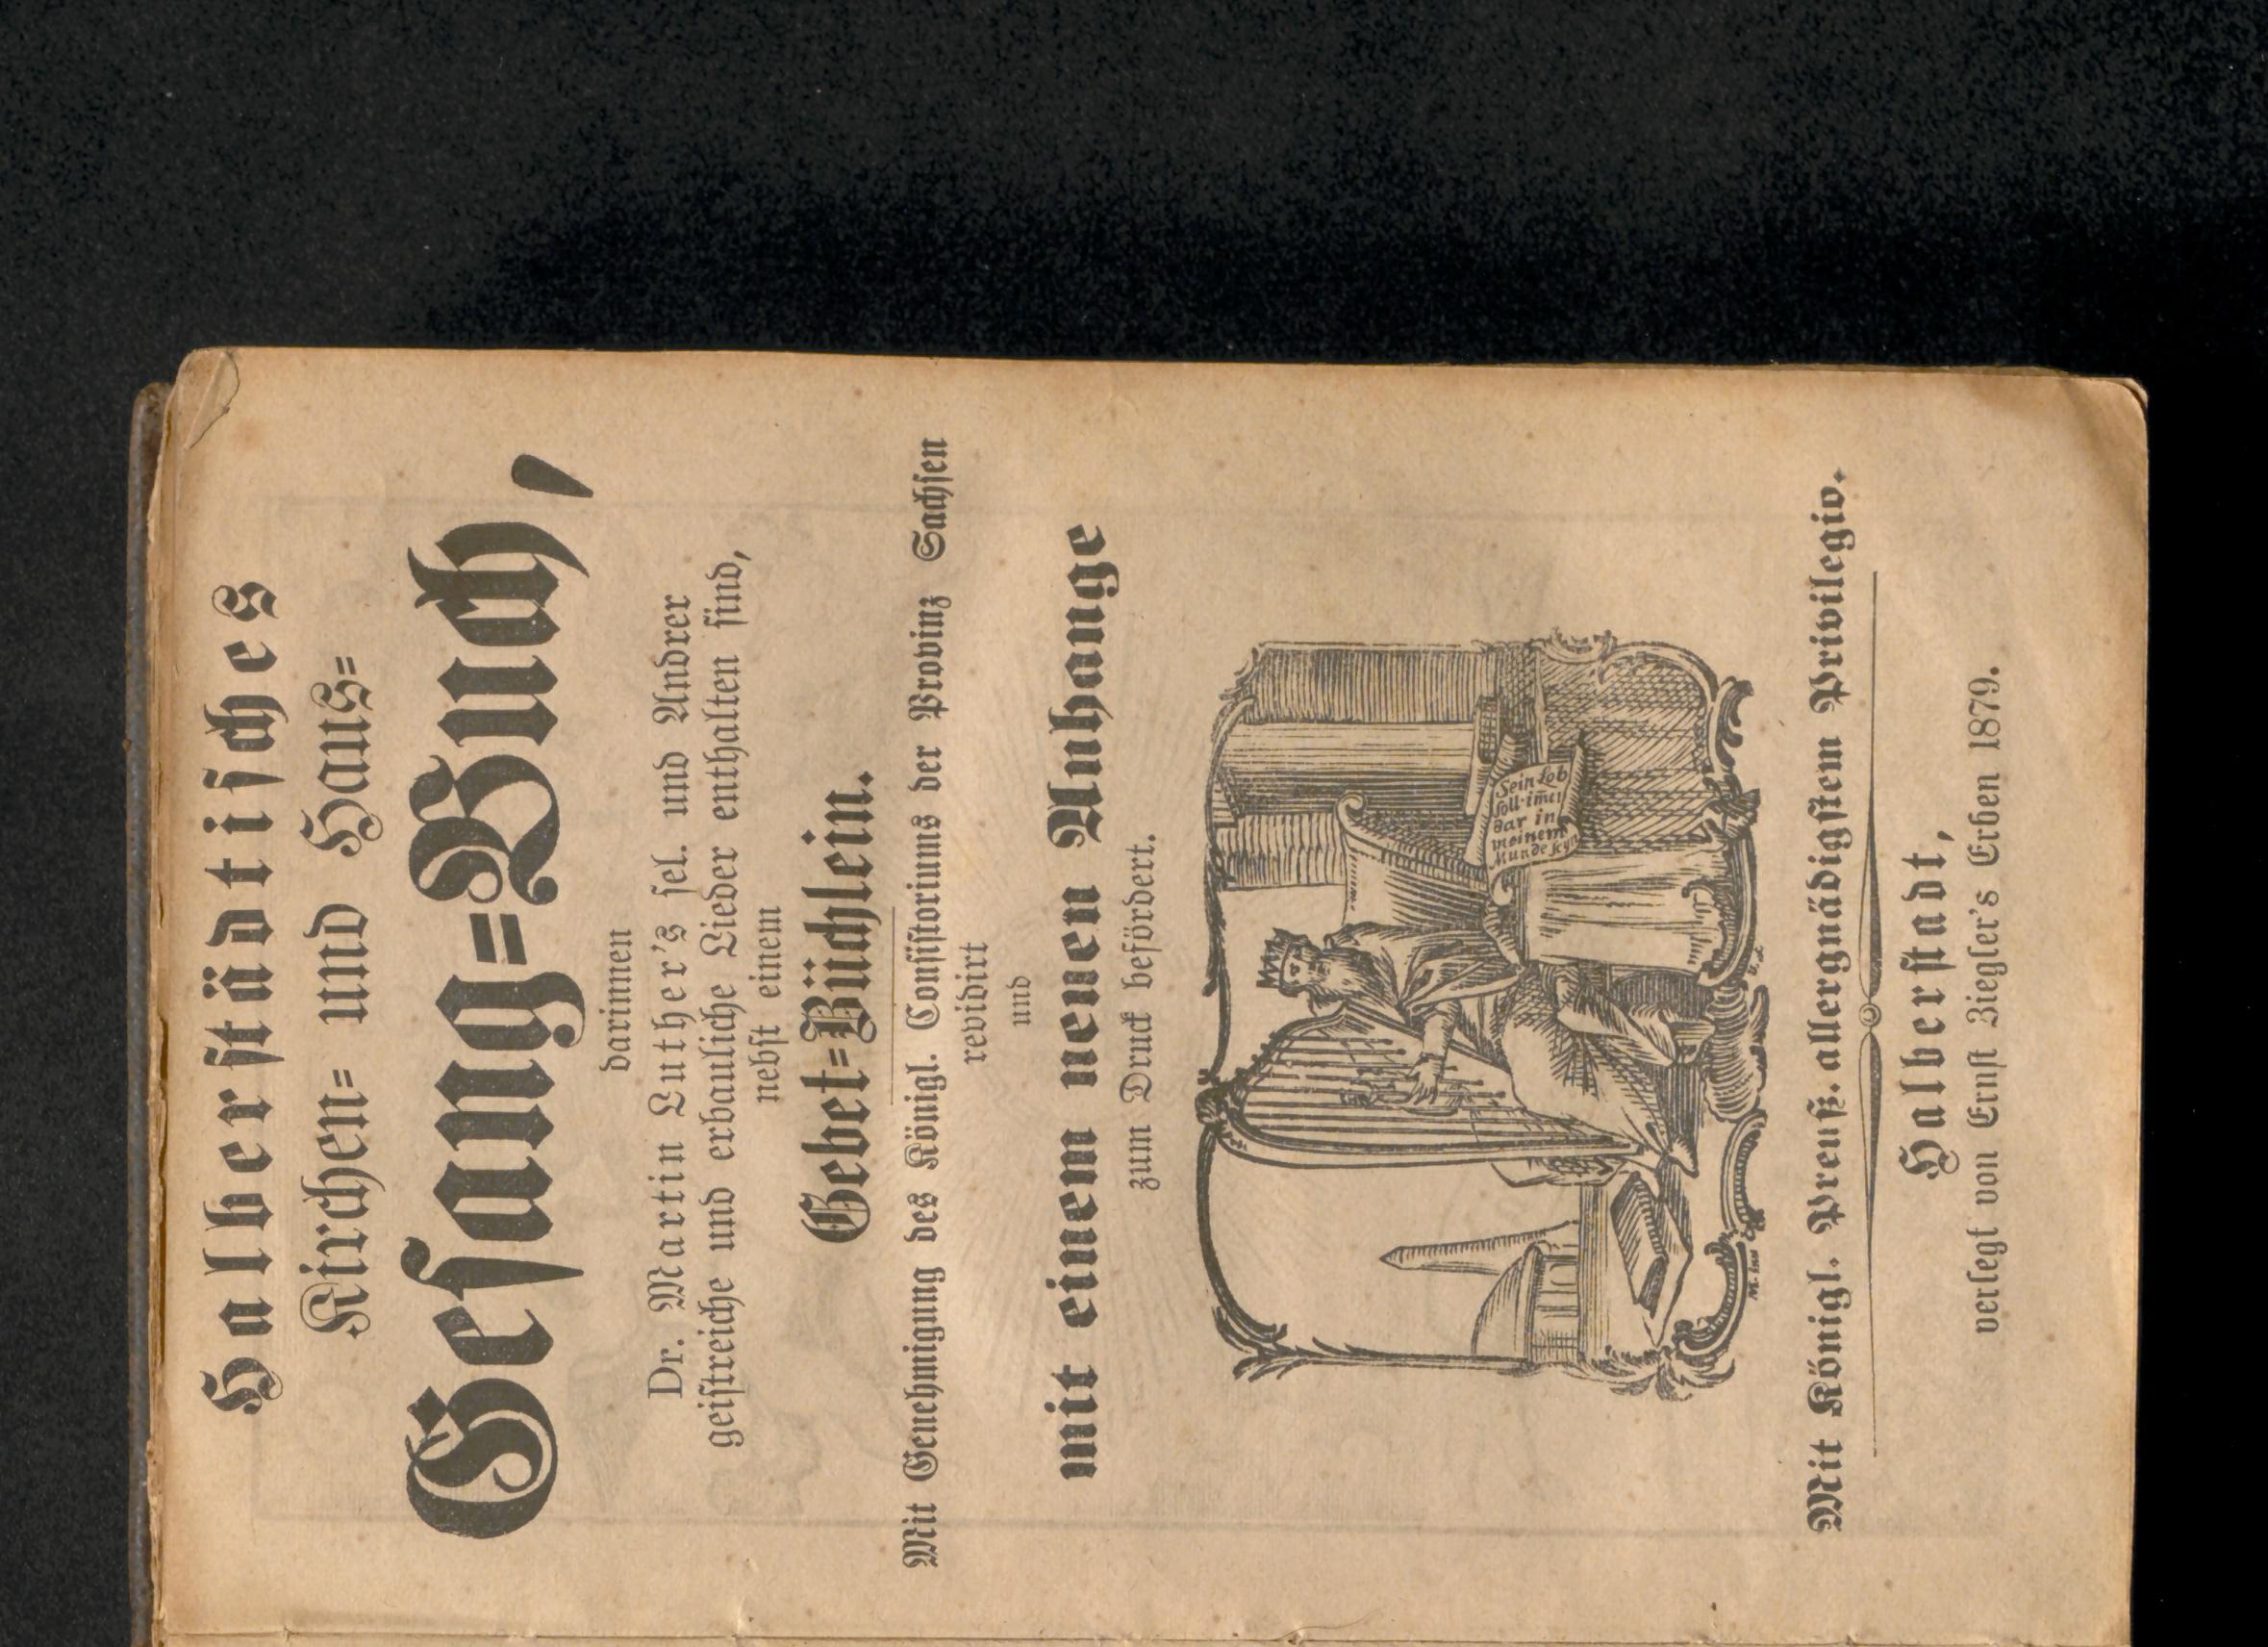 Halberſtädtiſches
Kirchen= und Haus=
Geſang=Buch,
darinnen
Dr. Martin Luther's ſel. und Andrer
geiſtreiche und erbauliche Lieder enthalten ſind,
nebſt einem
Gebet=Büchlein.
Mit Genehmigung des Königl. Conſiſtoriums der Provinz Sachſen
revidirt
und
mit einem neuen Anhange
zum Druck befördert.
Sein Lob
ſoll im̄er
dar in
meinem
Munde ſeyn
Mit Königl. Preuß. allergnädigſten Privilegio.
Halberſtadt,
verlegt von Ernſt Ziegler's Erben 1879.